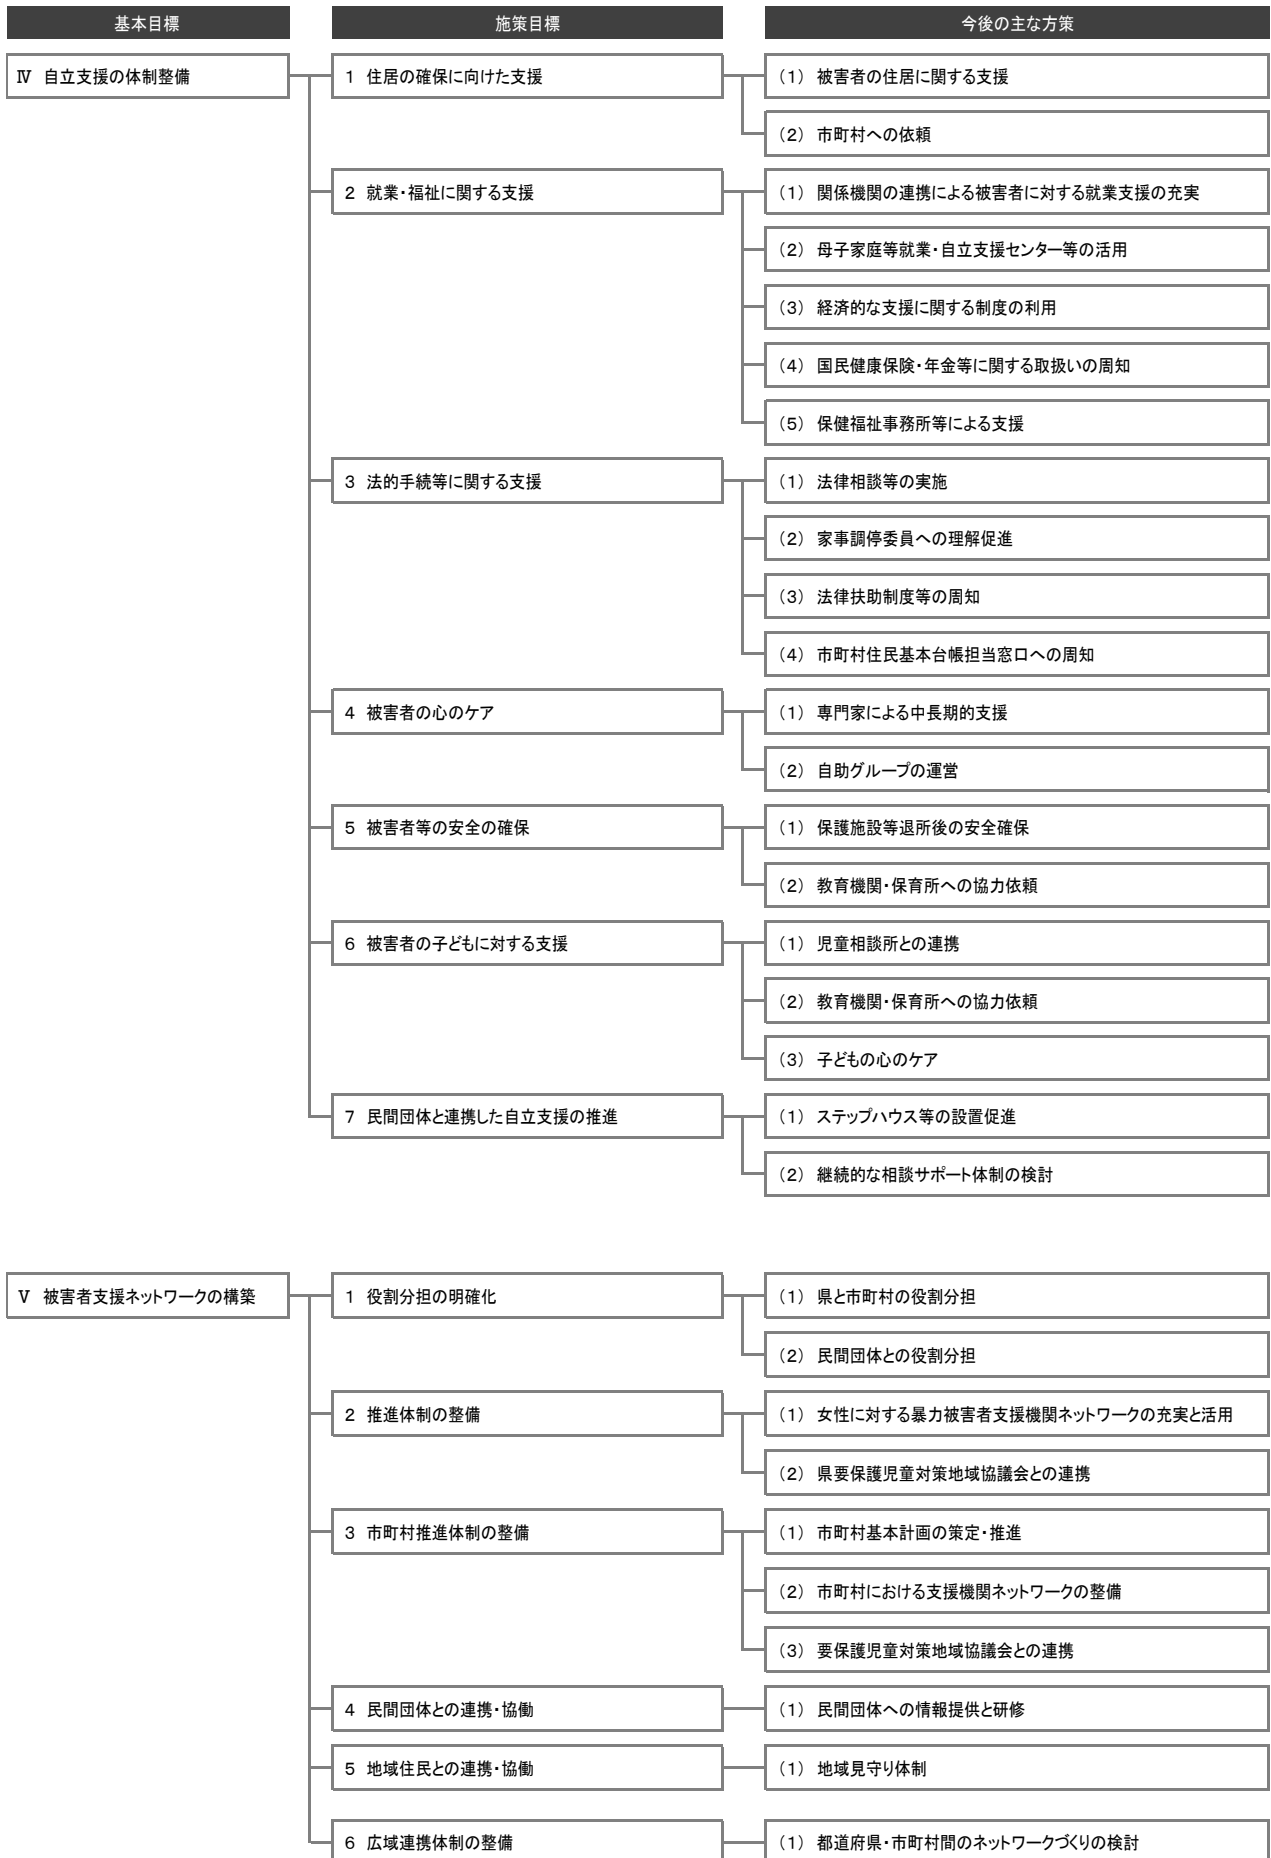 基本目標
施策目標
今後の主な方策
Ⅳ 自立支援の体制整備
1 住居の確保に向けた支援
（1） 被害者の住居に関する支援
（2） 市町村への依頼
2 就業・福祉に関する支援
（1） 関係機関の連携による被害者に対する就業支援の充実
（2） 母子家庭等就業・自立支援センター等の活用
（3） 経済的な支援に関する制度の利用
（4） 国民健康保険・年金等に関する取扱いの周知
（5） 保健福祉事務所等による支援
3 法的手続等に関する支援
（1） 法律相談等の実施
（2） 家事調停委員への理解促進
（3） 法律扶助制度等の周知
（4） 市町村住民基本台帳担当窓口への周知
4 被害者の心のケア
（1） 専門家による中長期的支援
（2） 自助グループの運営
5 被害者等の安全の確保
（1） 保護施設等退所後の安全確保
（2） 教育機関・保育所への協力依頼
6 被害者の子どもに対する支援
（1） 児童相談所との連携
（2） 教育機関・保育所への協力依頼
（3） 子どもの心のケア
7 民間団体と連携した自立支援の推進
（1） ステップハウス等の設置促進
（2） 継続的な相談サポート体制の検討
Ⅴ 被害者支援ネットワークの構築
1 役割分担の明確化
（1） 県と市町村の役割分担
（2） 民間団体との役割分担
2 推進体制の整備
（1） 女性に対する暴力被害者支援機関ネットワークの充実と活用
（2） 県要保護児童対策地域協議会との連携
3 市町村推進体制の整備
（1） 市町村基本計画の策定・推進
（2） 市町村における支援機関ネットワークの整備
（3） 要保護児童対策地域協議会との連携
4 民間団体との連携・協働
（1） 民間団体への情報提供と研修
5 地域住民との連携・協働
（1） 地域見守り体制
6 広域連携体制の整備
（1） 都道府県・市町村間のネットワークづくりの検討